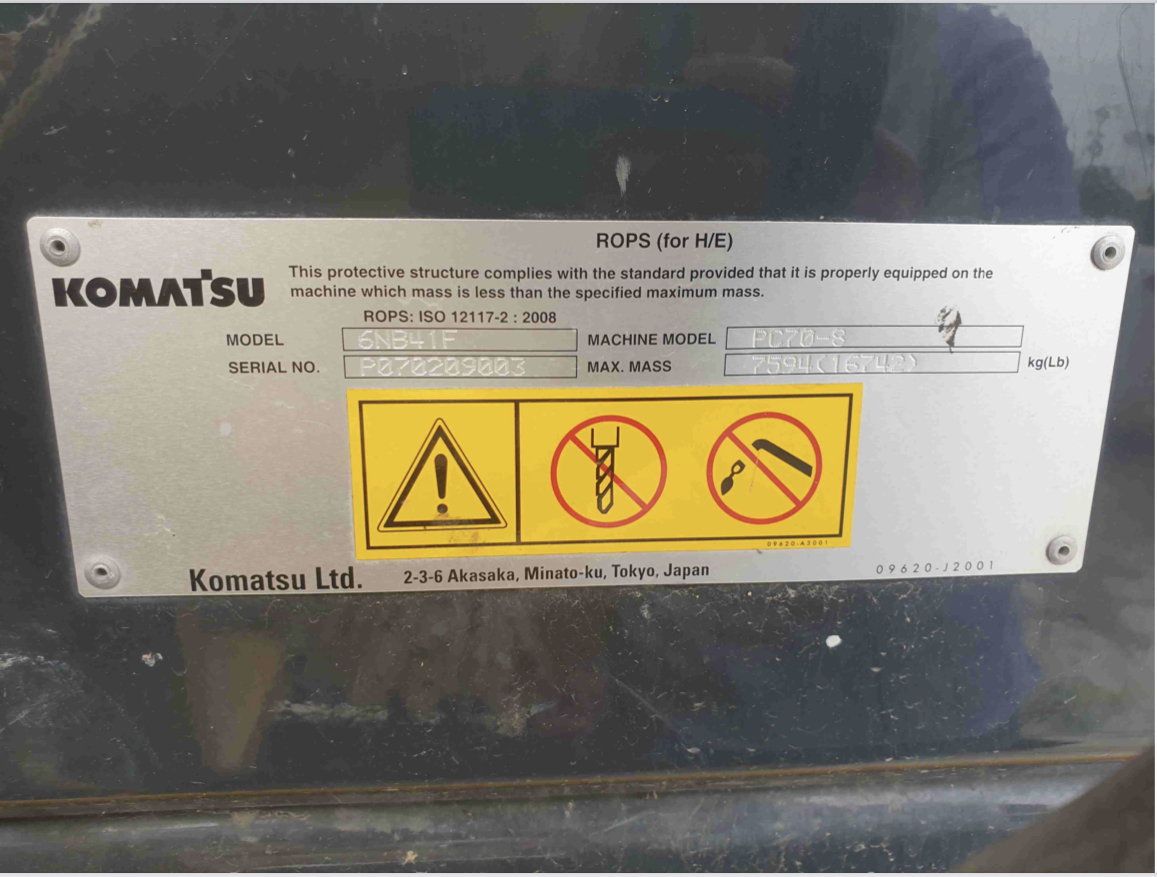 ROPS (for H/E)
KOMATSU
This protective structure complies with the standard provided that it is properly equipped on the
machine which mass is less than the specified maximum mass.
ROPS: ISO 12117-2 : 2008
MODEL 6NB41F MACHINE MODEL PC70-8
SERIAL NO. P070209003 MAX. MASS 7594(16742) kg(Lb)
09620-A3001
Komatsu Ltd. 2-3-6 Akasaka, Minato-ku, Tokyo, Japan 09620-J2001